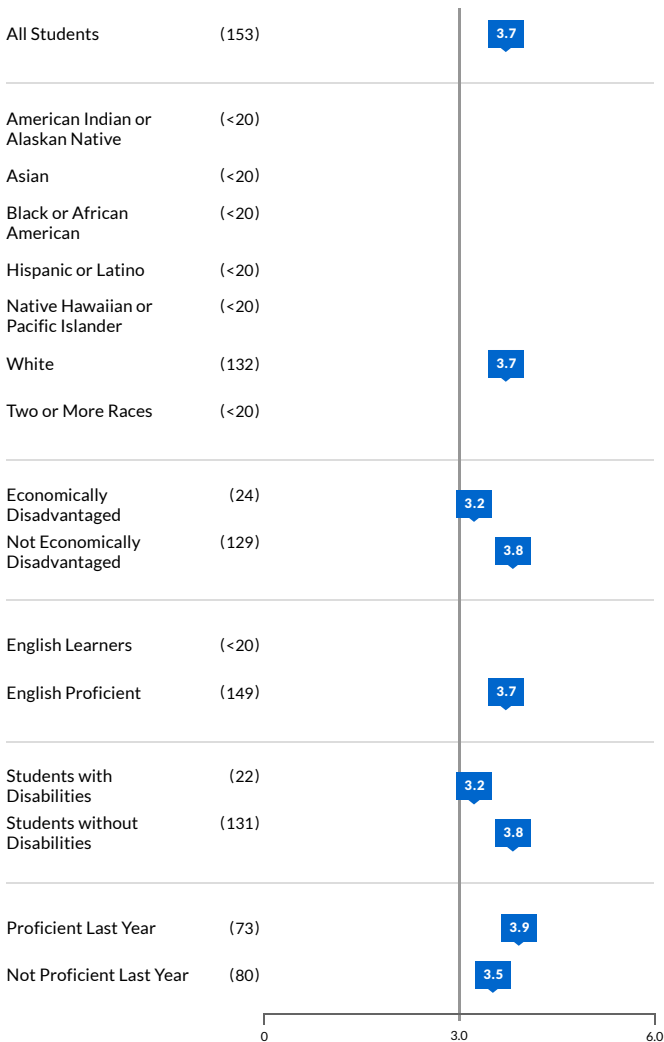 All Students (153) 3.7
American Indian or (<20)
Alaskan Native
Asian (<20)
Black or African (<20)
American
Hispanic or Latino (<20)
Native Hawaiian or (<20)
Pacific Islander
White (132) 3.7
Two or More Races (<20)
Economically (24) 3.2
Disadvantaged
Not Economically (129) 3.8
Disadvantaged
English Learners (<20)
English Proficient (149) 3.7
Students with (22) 3.2
Disabilities
Students without (131) 3.8
Disabilities
Proficient Last Year (73) 3.9
Not Proficient Last Year (80) 3.5
0 3.0 6.0